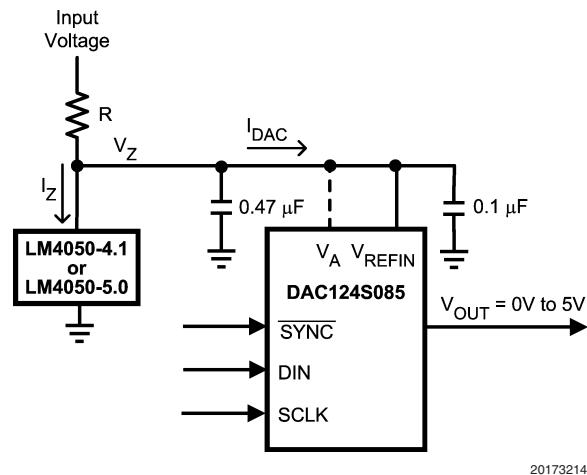 Input
Voltage
R
V_Z
I_DAC
I_Z
0.47 µF
0.1 µF
LM4050-4.1
or
LM4050-5.0
V_A V_REFIN
DAC124S085
V_OUT = 0V to 5V
SYNC
DIN
SCLK
20173214